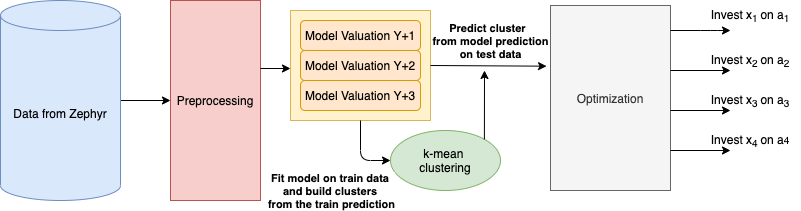 Data from Zephyr
Preprocessing
Model Valuation Y+1
Model Valuation Y+2
Model Valuation Y+3
Fit model on train data
and build clusters
from the train prediction
k-mean
clustering
Predict cluster
from model prediction
on test data
Optimization
Invest x₁ on a₁
Invest x₂ on a₂
Invest x₃ on a₃
Invest x₄ on a4